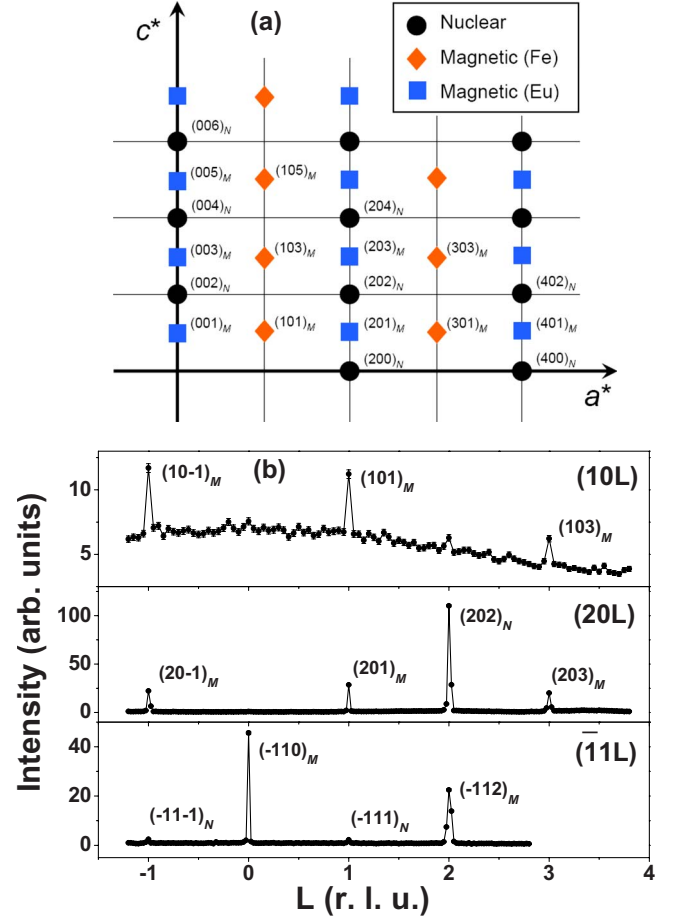 c*
(a)
Nuclear
Magnetic (Fe)
Magnetic (Eu)
(006)N
(005)M
(105)M
(004)N
(204)N
(003)M
(103)M
(203)M
(303)M
(002)N
(202)N
(402)N
(001)M
(101)M
(201)M
(301)M
(401)M
(200)N
(400)N
a*
(b)
(10-1)M
(101)M
(10L)
(103)M
10
5
(202)N
(20L)
100
(20-1)M
(201)M
(203)M
50
0
(-110)M
(1̄1L)
40
(-112)M
20
(-11-1)N
(-111)N
0
-1 0 1 2 3 4
L (r. l. u.)
Intensity (arb. units)